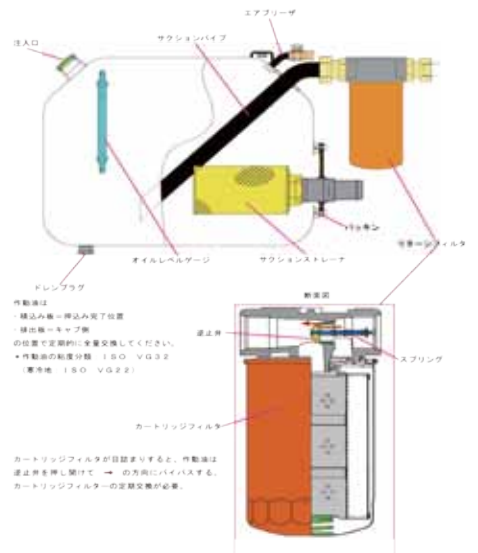 エアブリーザ
サクションパイプ
注入口
パッキン
リターンフィルタ
オイルレベルゲージ
サクションストレーナ
ドレンプラグ
作動油は
・積込み板=押込み完了位置
・排出板=キャブ側
の位置で定期的に全量交換してください。
*作動油の粘度分類 (ISO VG32
(寒冷地 (ISO VG22)
断面図
逆止弁
スプリング
カートリッジフィルタ
カートリッジフィルタが目詰まりすると、作動油は
逆止弁を押し開けて → の方向にバイパスする。
カートリッジフィルターの定期交換が必要。